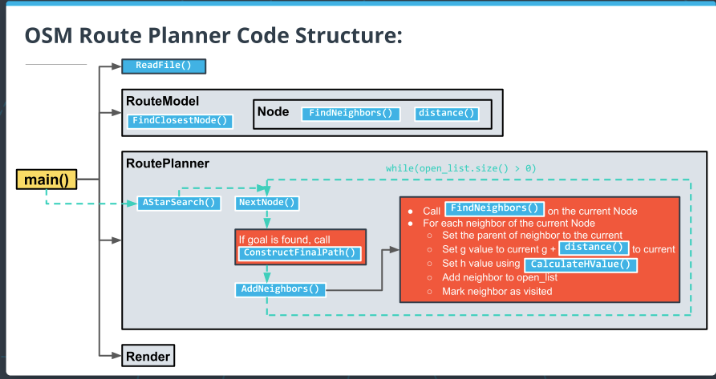 OSM Route Planner Code Structure:
ReadFile()
RouteModel
FindClosestNode()
Node
FindNeighbors()
distance()
main()
RoutePlanner
while(open_list.size() > 0)
AStarSearch()
NextNode()
If goal is found, call
ConstructFinalPath()
AddNeighbors()
● Call FindNeighbors() on the current Node
● For each neighbor of the current Node
○ Set the parent of neighbor to the current
○ Set g value to current g + distance() to current
○ Set h value using CalculateHValue()
○ Add neighbor to open_list
○ Mark neighbor as visited
Render